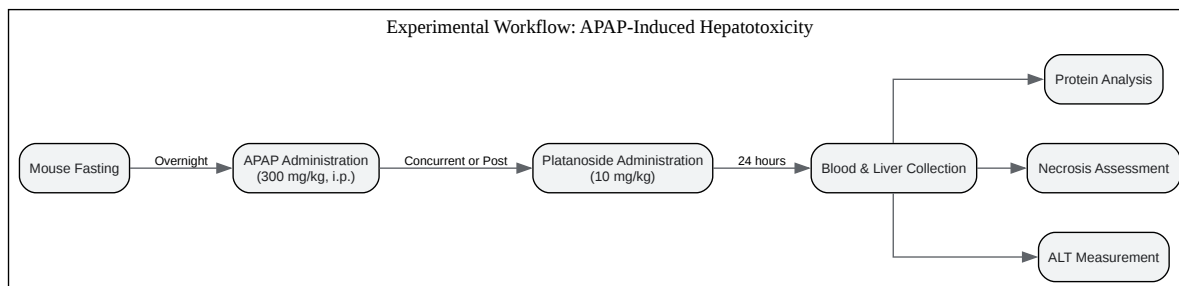 Experimental Workflow: APAP-Induced Hepatotoxicity
Mouse Fasting
Overnight
APAP Administration
(300 mg/kg, i.p.)
Concurrent or Post
Platanoside Administration
(10 mg/kg)
24 hours
Blood & Liver Collection
Protein Analysis
Necrosis Assessment
ALT Measurement